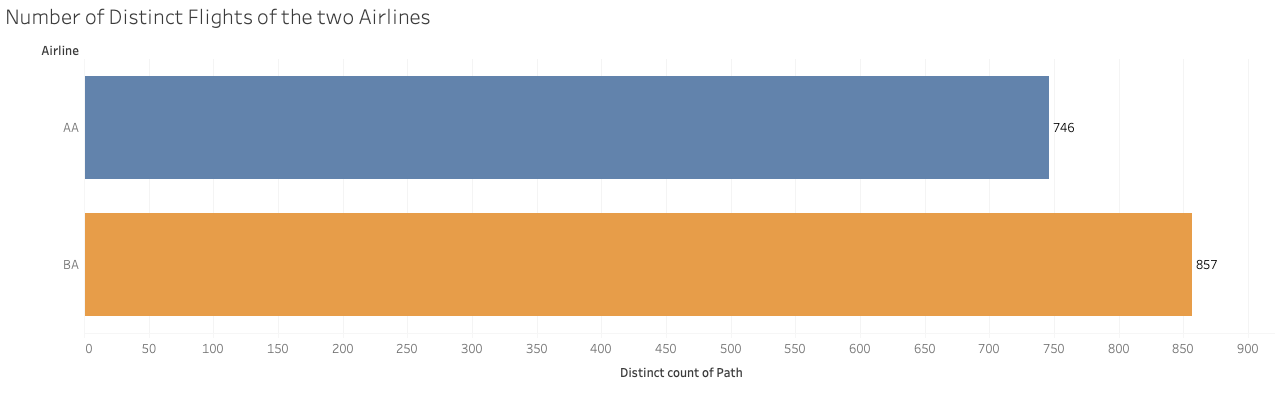 Number of Distinct Flights of the two Airlines
Airline
AA
746
BA
857
0 50 100 150 200 250 300 350 400 450 500 550 600 650 700 750 800 850 900
Distinct count of Path